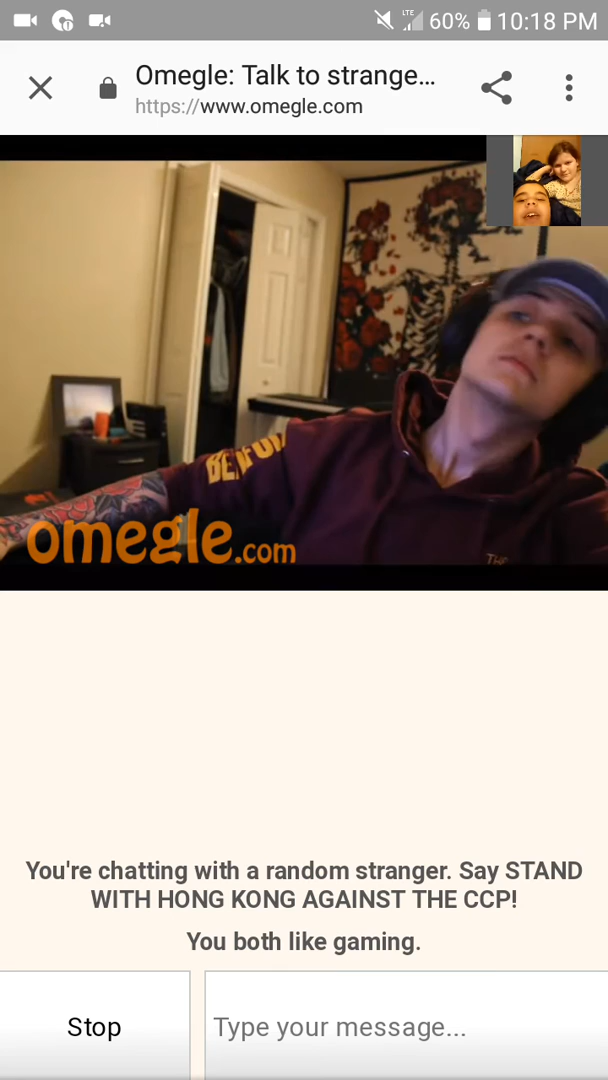 LTE 60% 10:18 PM
Omegle: Talk to strange...
https://www.omegle.com
omegle.com
You're chatting with a random stranger. Say STAND
WITH HONG KONG AGAINST THE CCP!
You both like gaming.
Stop
Type your message...